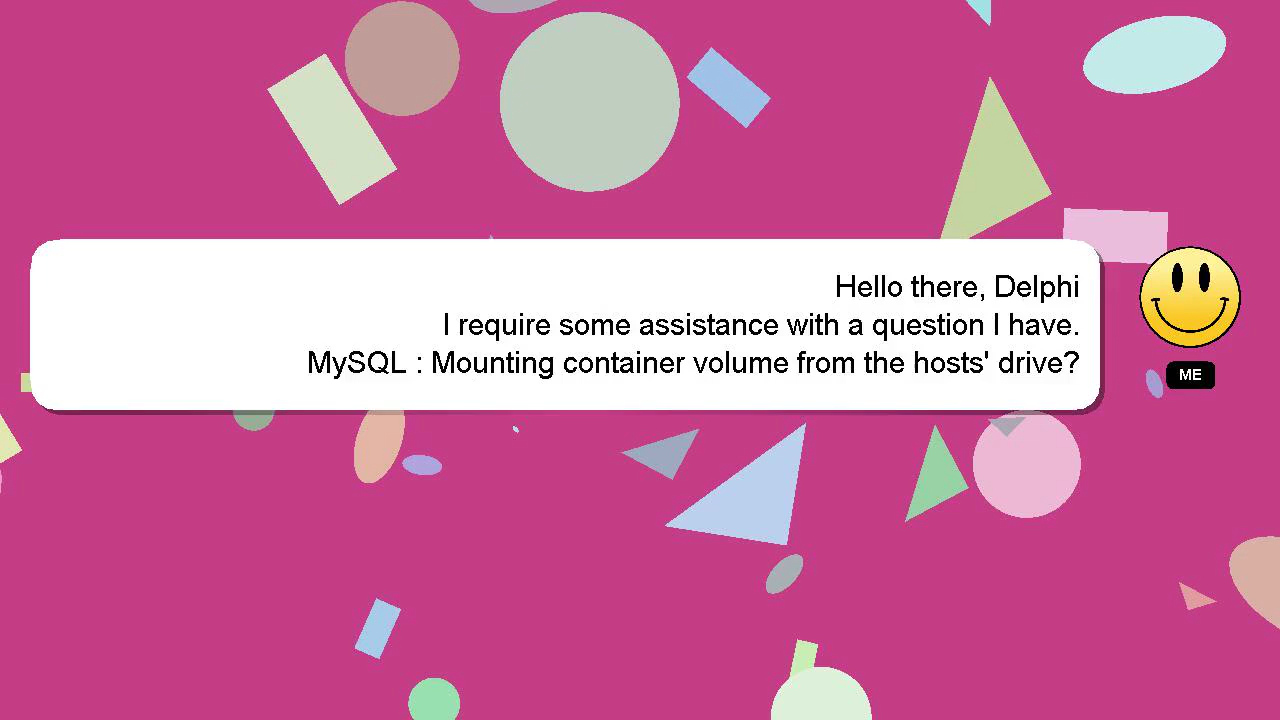 Hello there, Delphi
I require some assistance with a question I have.
MySQL : Mounting container volume from the hosts' drive?
ME